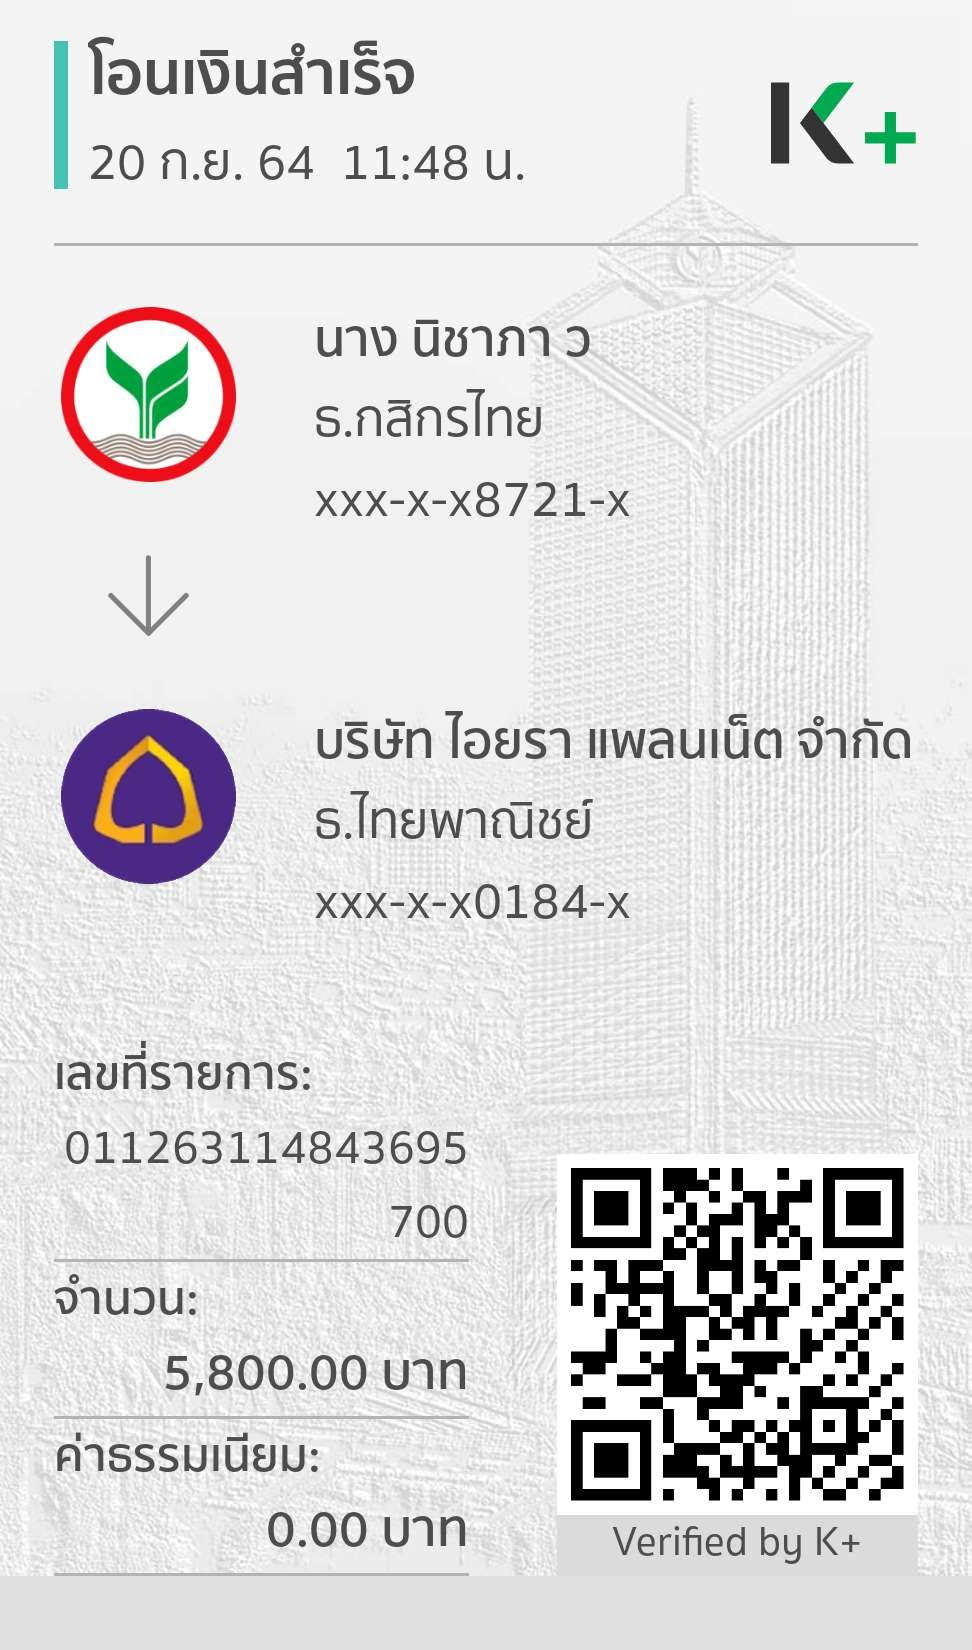 โอนเงินสำเร็จ
20 ก.ย. 64 11:48 น.
K+
นาง นิชาภา ว
ธ.กสิกรไทย
xxx-x-x8721-x
บริษัท ไอยรา แพลนเน็ต จำกัด
ธ.ไทยพาณิชย์
xxx-x-x0184-x
เลขที่รายการ:
011263114843695
700
จำนวน:
5,800.00 บาท
ค่าธรรมเนียม:
0.00 บาท
Verified by K+